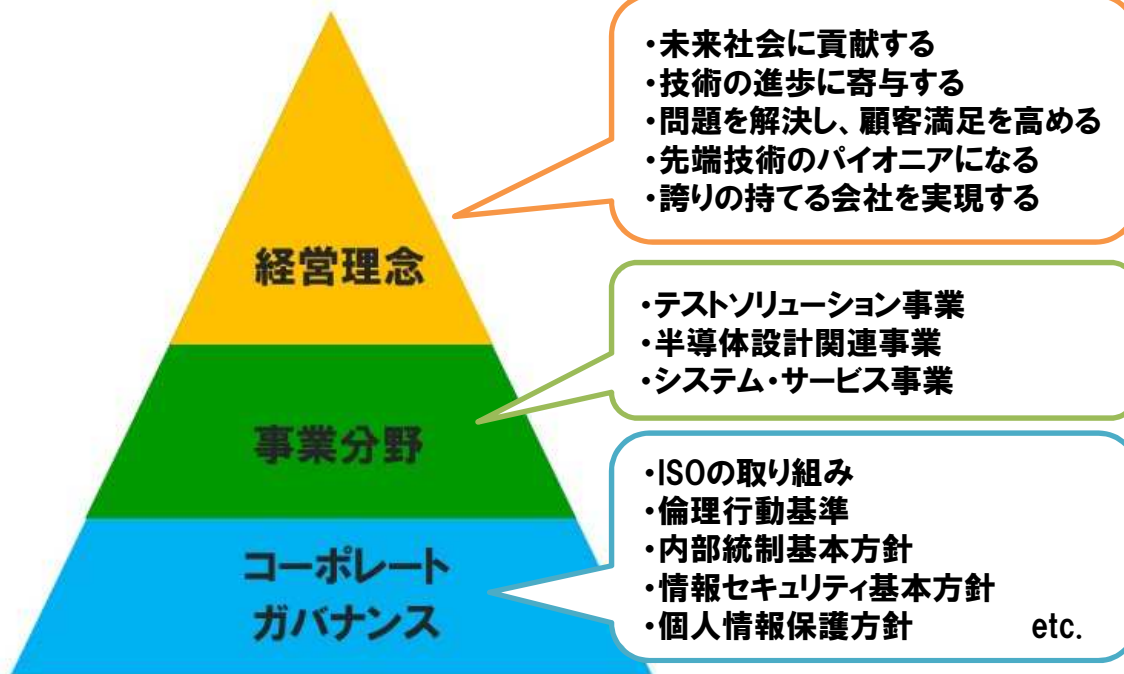 経営理念
・未来社会に貢献する
・技術の進歩に寄与する
・問題を解決し、顧客満足を高める
・先端技術のパイオニアになる
・誇りの持てる会社を実現する
事業分野
・テストソリューション事業
・半導体設計関連事業
・システム・サービス事業
コーポレート
ガバナンス
・ISOの取り組み
・倫理行動基準
・内部統制基本方針
・情報セキュリティ基本方針
・個人情報保護方針 etc.